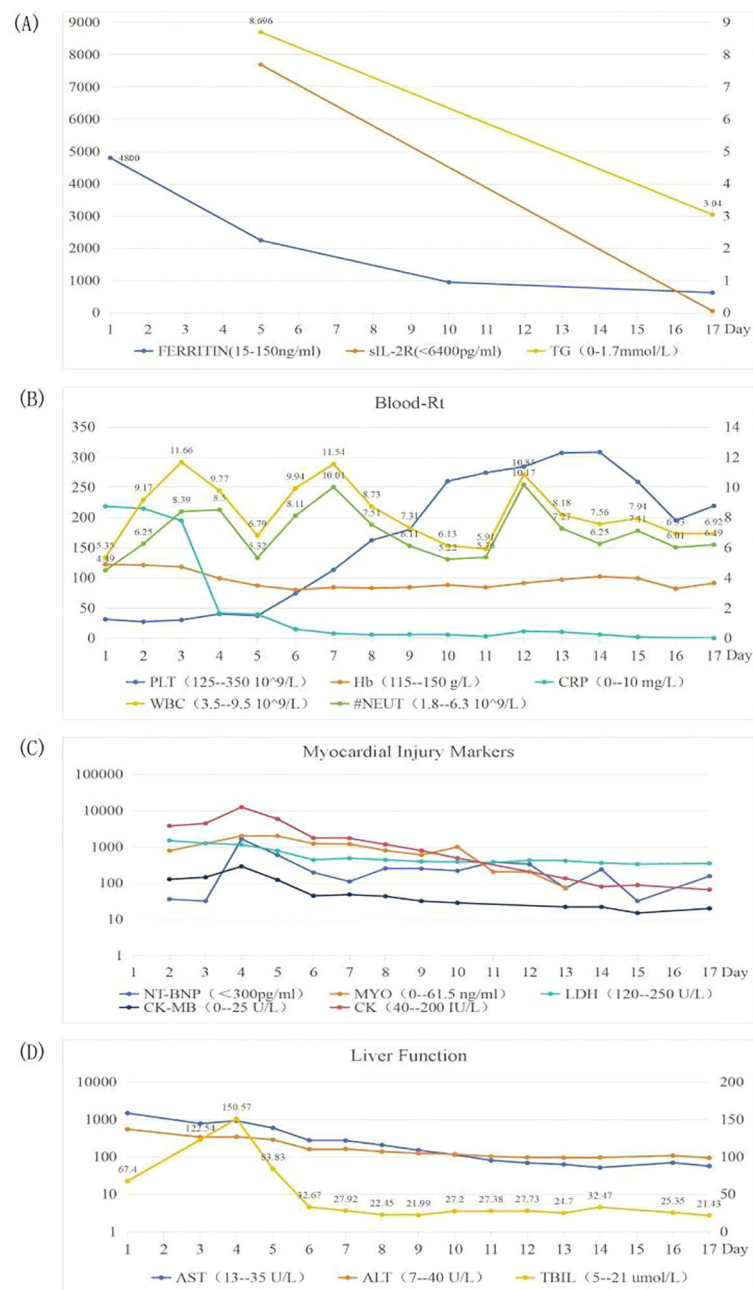 (A)
9000 9
8000 8
7000 7
6000 6
5000 5
4000 4
3000 3
2000 2
1000 1
0 0
8.696
4800
3.04
1 2 3 4 5 6 7 8 9 10 11 12 13 14 15 16 17 Day
FERRITIN(15-150ng/ml) sIL-2R(<6400pg/ml) TG（0-1.7mmol/L）
(B)
Blood-Rt
350 14
300 12
250 10
200 8
150 6
100 4
50 2
0 0
5.35 9.17 11.66 9.77 6.79 9.94 11.54 8.73 7.31 6.13 5.91 10.85 8.18 7.56 7.94 6.93 6.92
4.49 6.25 8.39 8.5 5.32 8.11 10.01 7.51 6.11 5.22 5.36 10.17 7.27 6.25 7.11 6.01 6.19
1 2 3 4 5 6 7 8 9 10 11 12 13 14 15 16 17 Day
PLT（125--350 10^9/L） Hb（115--150 g/L） CRP（0--10 mg/L）
WBC（3.5--9.5 10^9/L） #NEUT（1.8--6.3 10^9/L）
(C)
Myocardial Injury Markers
100000
10000
1000
100
10
1
1 2 3 4 5 6 7 8 9 10 11 12 13 14 15 16 17 Day
NT-BNP（＜300pg/ml） MYO（0--61.5 ng/ml） LDH（120--250 U/L）
CK-MB（0--25 U/L） CK（40--200 IU/L）
(D)
Liver Function
10000 200
1000 150
100 100
10 50
1 0
67.4 122.54 150.57 83.83 32.67 27.92 22.45 21.99 27.2 27.38 27.73 24.7 32.47 25.35 21.43
1 2 3 4 5 6 7 8 9 10 11 12 13 14 15 16 17 Day
AST（13--35 U/L） ALT（7--40 U/L） TBIL（5--21 umol/L）